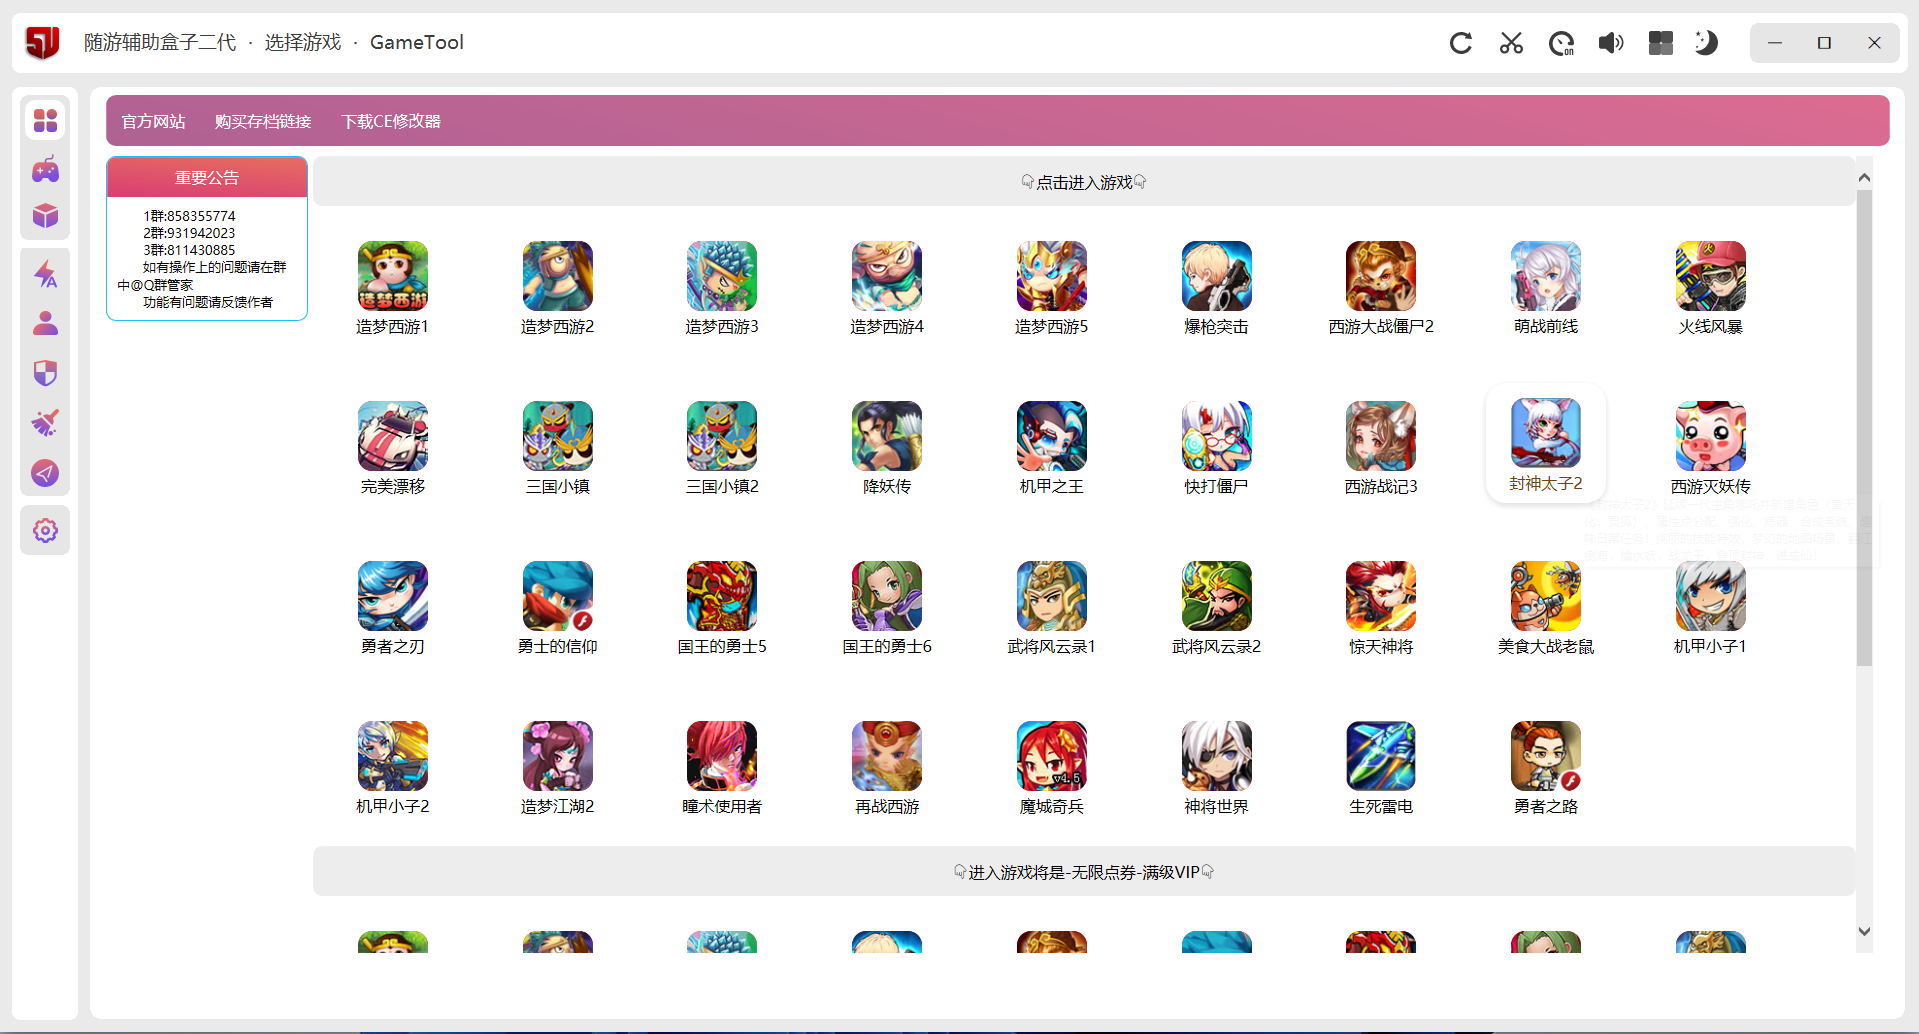 随游辅助盒子二代 · 选择游戏 · GameTool
on
官方网站 购买存档链接 下载CE修改器
重要公告
1群:858355774
2群:931942023
3群:811430885
如有操作上的问题请在群
中@Q群管家
功能有问题请反馈作者
👇点击进入游戏👇
造梦西游
造梦西游1 造梦西游2 造梦西游3 造梦西游4 造梦西游5 爆枪突击 西游大战僵尸2 萌战前线 火线风暴
完美漂移 三国小镇 三国小镇2 降妖传 机甲之王 快打僵尸 西游战记3 封神太子2 西游灭妖传
勇者之刃 勇士的信仰 国王的勇士5 国王的勇士6 武将风云录1 武将风云录2 惊天神将 美食大战老鼠 机甲小子1
v4.5
机甲小子2 造梦江湖2 瞳术使用者 再战西游 魔城奇兵 神将世界 生死雷电 勇者之路
👇进入游戏将是-无限点券-满级VIP👇